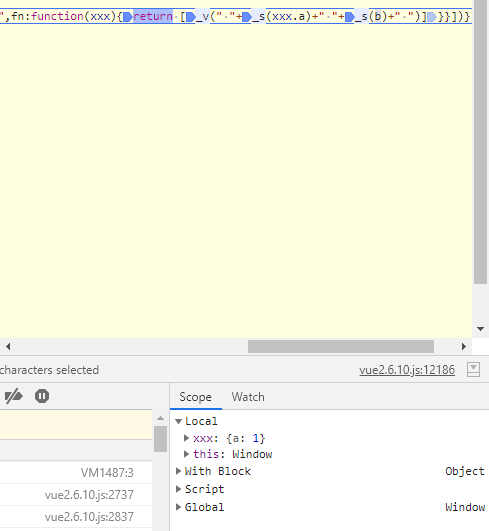 ",fn:function(xxx){return [_v(" "+_s(xxx.a)+" "+_s(b)+" ")]}}])}
characters selected
vue2.6.10.js:12186
Scope
Watch
Local
xxx: {a: 1}
this: Window
With Block Object
Script
Global Window
VM1487:3
vue2.6.10.js:2737
vue2.6.10.js:2837